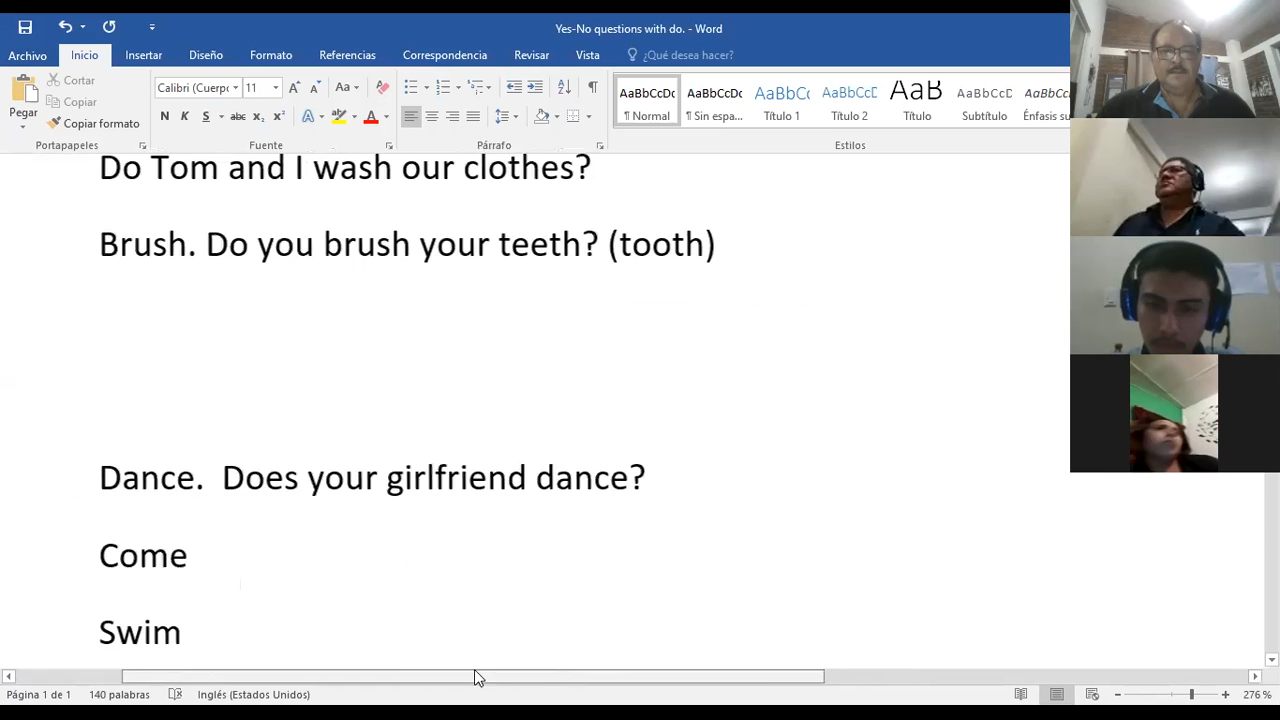 Yes-No questions with do. - Word
Archivo Inicio Insertar Diseño Formato Referencias Correspondencia Revisar Vista ¿Qué desea hacer?
Pegar
Cortar
Copiar
Copiar formato
Portapapeles
Calibri (Cuerp 11
Fuente
Párrafo
AaBbCcDc AaBbCcDc AaBbCc AaBbCcD AaB AaBbCcD
¶ Normal ¶ Sin espa... Título 1 Título 2 Título Subtítulo Énfasis su
Estilos
Do Tom and I wash our clothes?
Brush. Do you brush your teeth? (tooth)
Dance. Does your girlfriend dance?
Come
Swim
Página 1 de 1 140 palabras Inglés (Estados Unidos) 276 %